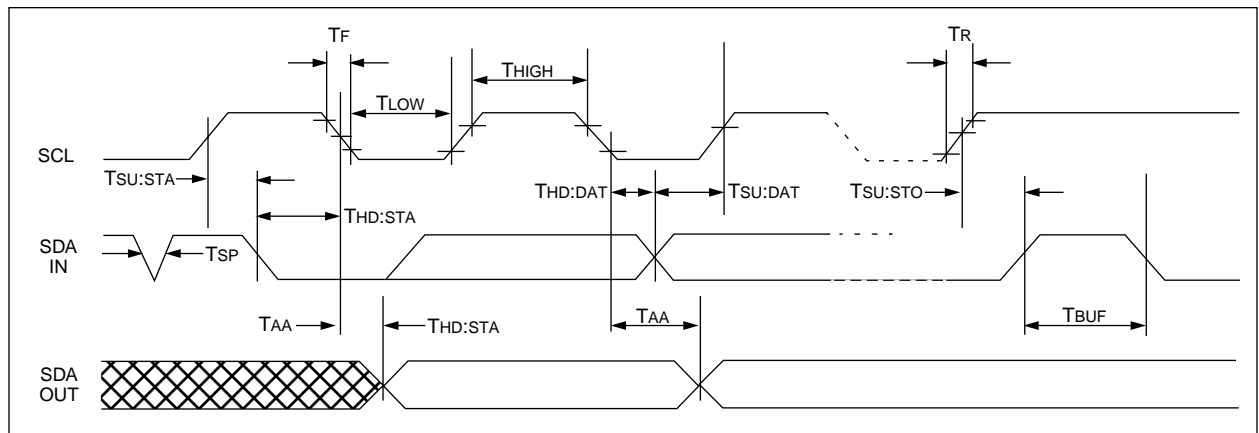 TF
TR
THIGH
TLOW
SCL
TSU:STA
THD:DAT
TSU:DAT
TSU:STO
THD:STA
SDA
IN
TSP
TAA
THD:STA
TAA
TBUF
SDA
OUT